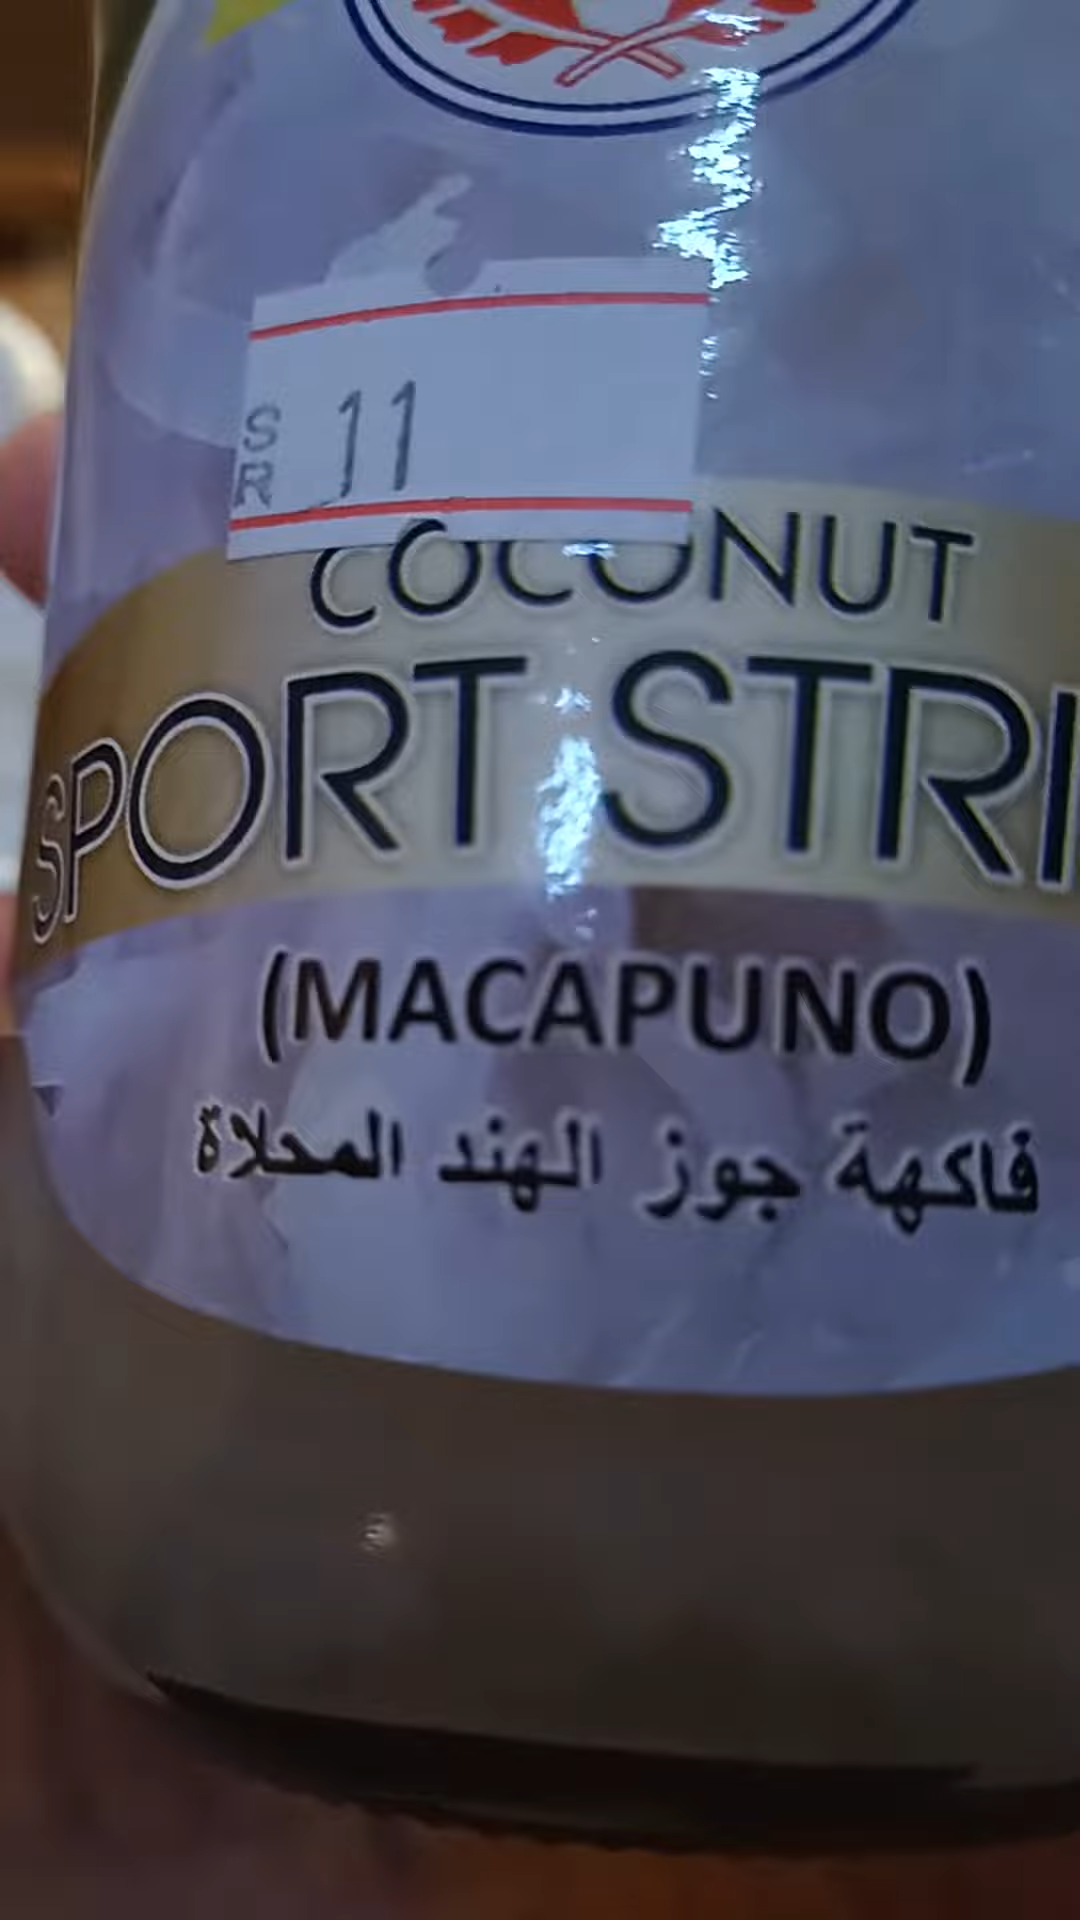 SR 11
COCONUT
SPORT STRI
(MACAPUNO)
فاكهة جوز الهند المحلاة